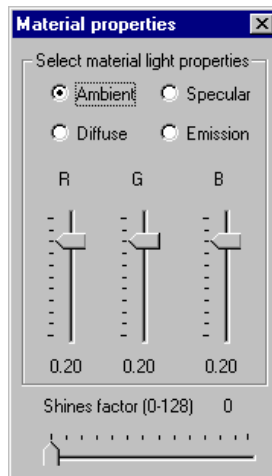 Material properties
Select material light properties
Ambient Specular
Diffuse Emission
R G B
0.20 0.20 0.20
Shines factor (0-128) 0